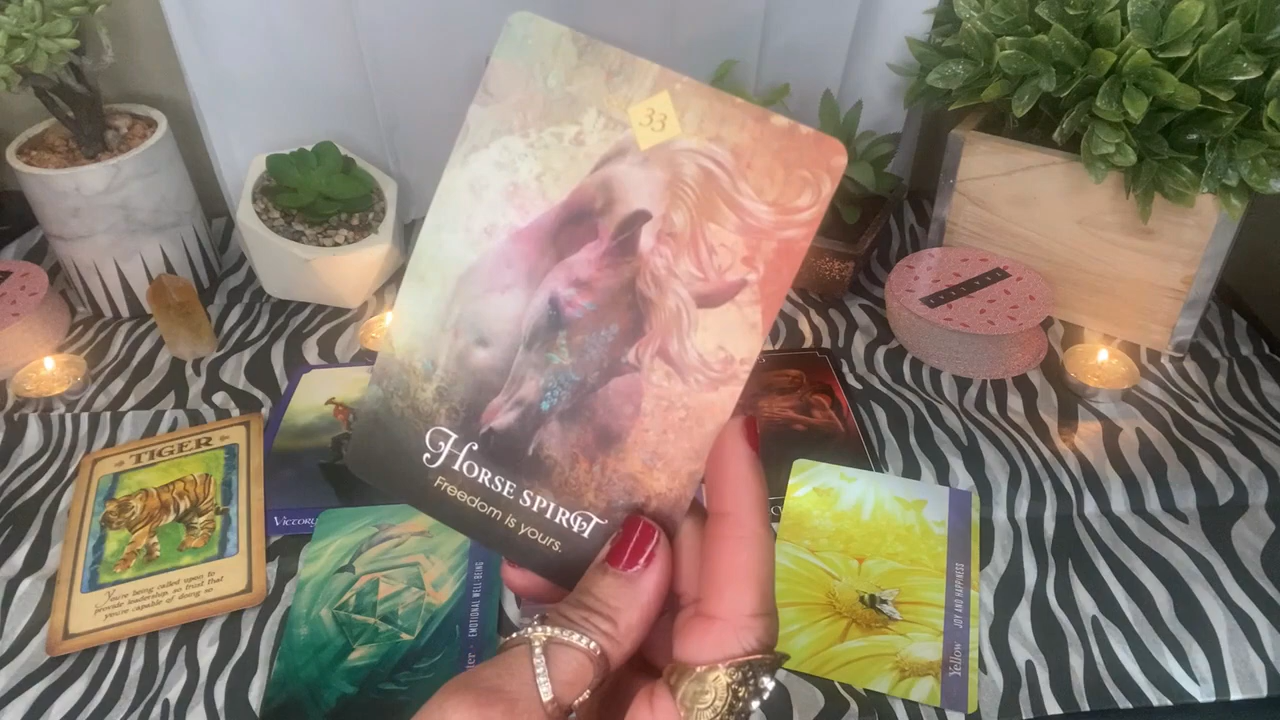 33
HORSE SPIRIT
Freedom is yours.
TIGER
You're being called upon to
provide leadership, so trust that
you're capable of doing so
Victory
EMOTIONAL WELL-BEING
Yellow JOY AND HAPPINESS